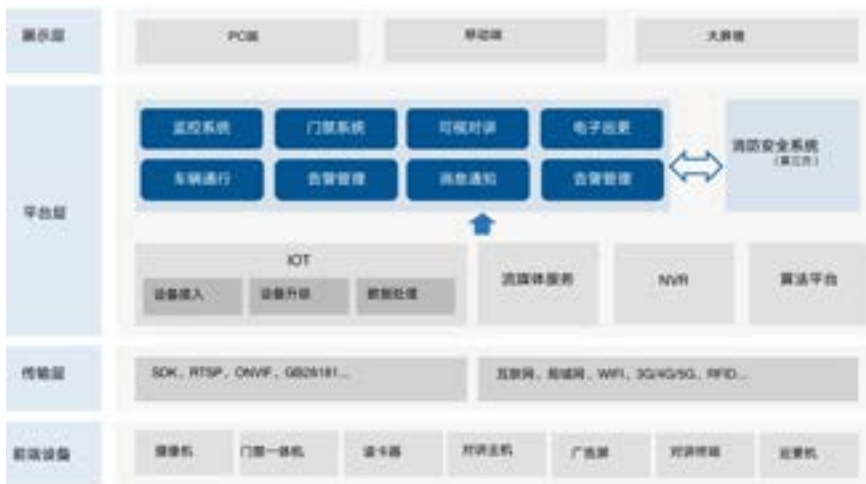 展示层
PC端
移动端
大屏端
平台层
监控系统
门禁系统
可视对讲
电子巡更
车辆通行
告警管理
消息通知
告警管理
消防安全系统
(第三方)
IOT
设备接入
设备升级
数据处理
流媒体服务
NVR
算法平台
传输层
SDK、RTSP、ONVIF、GB28181...
互联网、局域网、WIFI、3G/4G/5G、RFID...
前端设备
摄像机
门禁一体机
读卡器
对讲主机
广告屏
对讲终端
巡更机